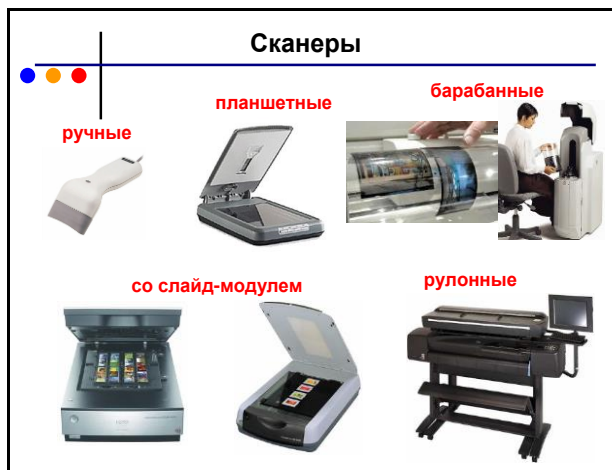 Сканеры
барабанные
планшетные
ручные
со слайд-модулем
рулонные